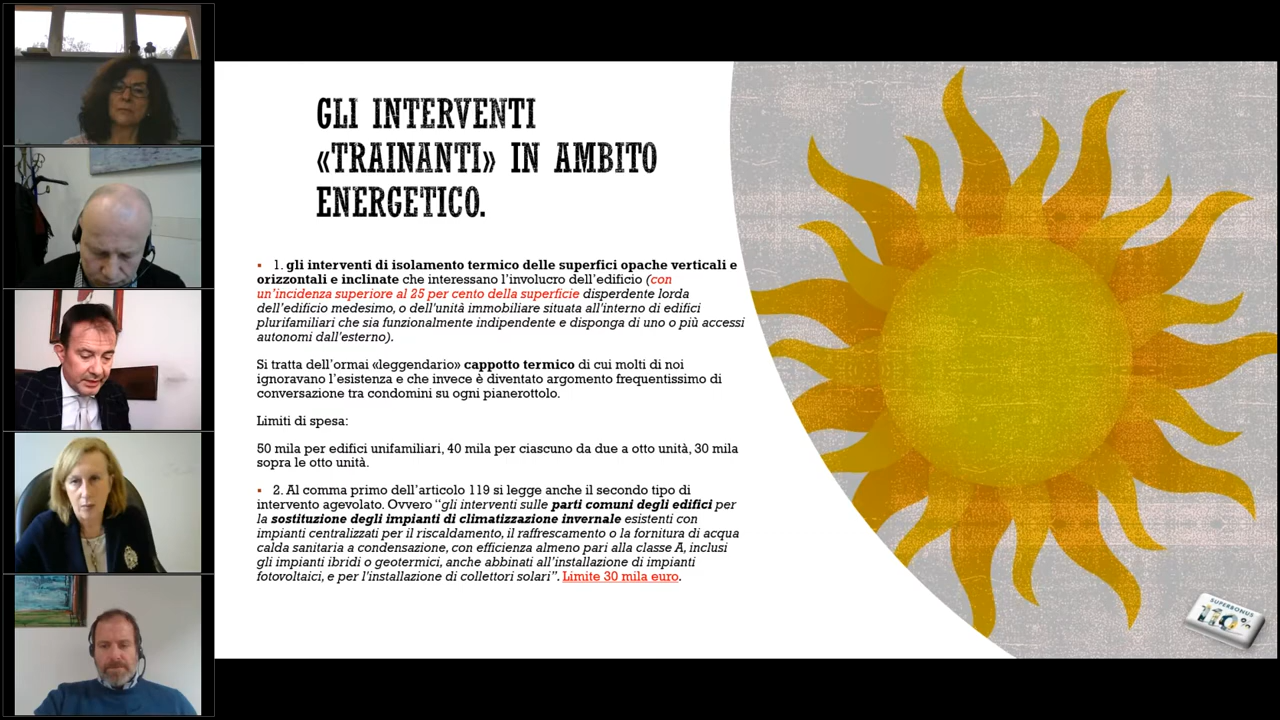 GLI INTERVENTI
«TRAINANTI» IN AMBITO
ENERGETICO.
▪ 1. gli interventi di isolamento termico delle superfici opache verticali e
orizzontali e inclinate che interessano l'involucro dell'edificio (con
un'incidenza superiore al 25 per cento della superficie disperdente lorda
dell'edificio medesimo, o dell'unità immobiliare situata all'interno di edifici
plurifamiliari che sia funzionalmente indipendente e disponga di uno o più accessi
autonomi dall'esterno).
Si tratta dell'ormai «leggendario» cappotto termico di cui molti di noi
ignoravano l'esistenza e che invece è diventato argomento frequentissimo di
conversazione tra condomini su ogni pianerottolo.
Limiti di spesa:
50 mila per edifici unifamiliari, 40 mila per ciascuno da due a otto unità, 30 mila
sopra le otto unità.
▪ 2. Al comma primo dell'articolo 119 si legge anche il secondo tipo di
intervento agevolato. Ovvero “gli interventi sulle parti comuni degli edifici per
la sostituzione degli impianti di climatizzazione invernale esistenti con
impianti centralizzati per il riscaldamento, il raffrescamento o la fornitura di acqua
calda sanitaria a condensazione, con efficienza almeno pari alla classe A, inclusi
gli impianti ibridi o geotermici, anche abbinati all'installazione di impianti
fotovoltaici, e per l'installazione di collettori solari”. Limite 30 mila euro.
SUPERBONUS
110%